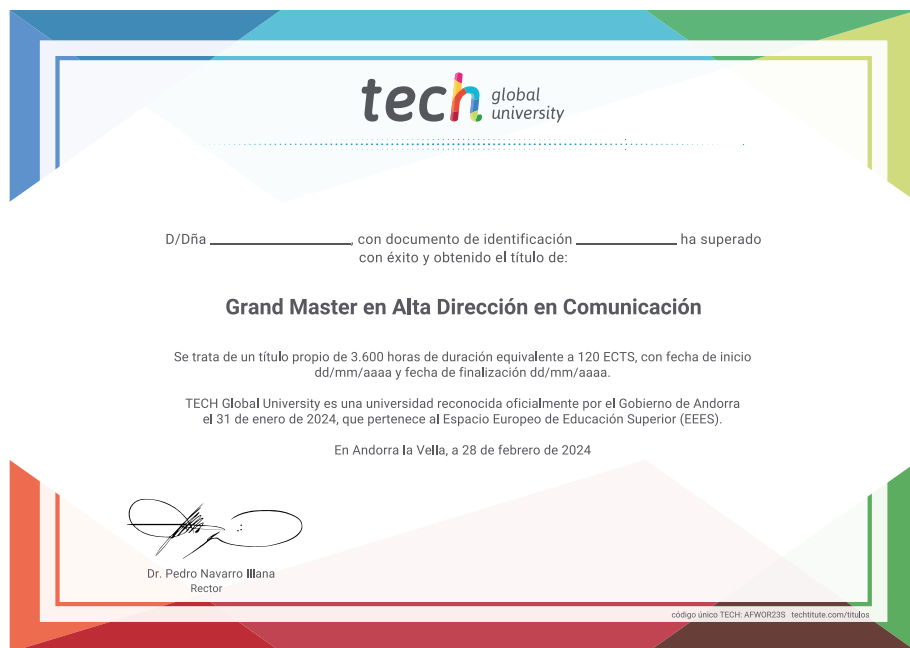 tech global university
D/Dña ________________, con documento de identificación ___________ ha superado
con éxito y obtenido el título de:
Grand Master en Alta Dirección en Comunicación
Se trata de un título propio de 3.600 horas de duración equivalente a 120 ECTS, con fecha de inicio
dd/mm/aaaa y fecha de finalización dd/mm/aaaa.
TECH Global University es una universidad reconocida oficialmente por el Gobierno de Andorra
el 31 de enero de 2024, que pertenece al Espacio Europeo de Educación Superior (EEES).
En Andorra la Vella, a 28 de febrero de 2024
Dr. Pedro Navarro Illana
Rector
código único TECH: AFWOR23S techtitute.com/titulos